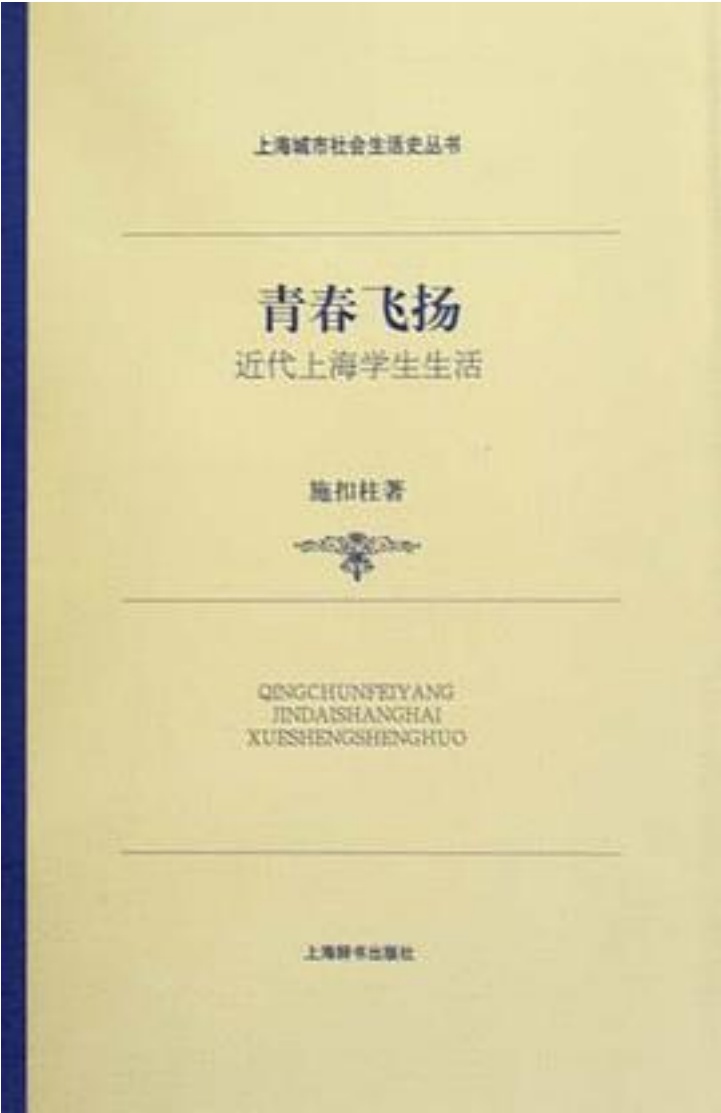 上海城市社会生活史丛书
青春飞扬
近代上海学生生活
施扣柱著
QINGCHUNFEIYANG
JINDAISHANGHAI
XUESHENGSHENGHUO
上海辞书出版社